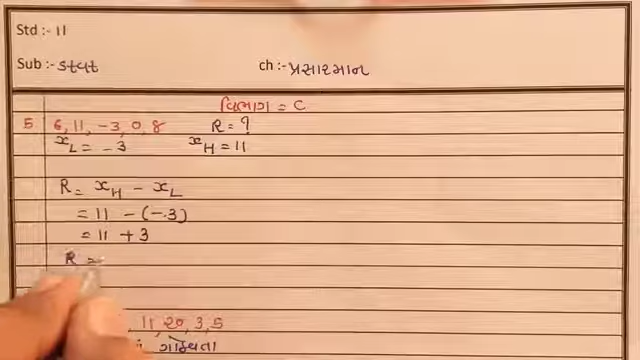 Std :- 11
Sub :- સ્ટેટ
ch :- પ્રસારમાન
વિભાગ = C
5 6, 11, -3, 0, 8 R = ?
xL = -3 xH = 11
R = xH - xL
= 11 - (-3)
= 11 + 3
R =
11, 20, 3, 5